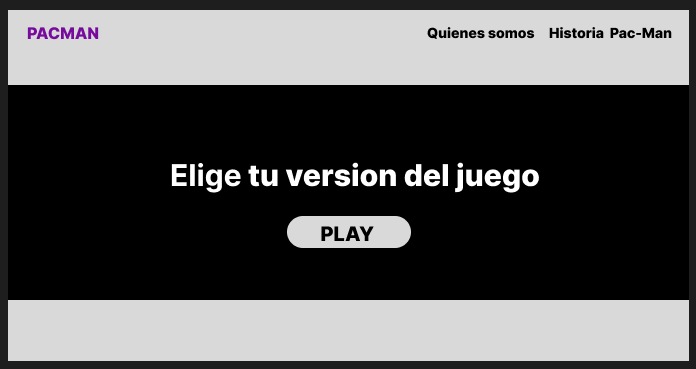 PACMAN
Quienes somos Historia Pac-Man
Elige tu version del juego
PLAY